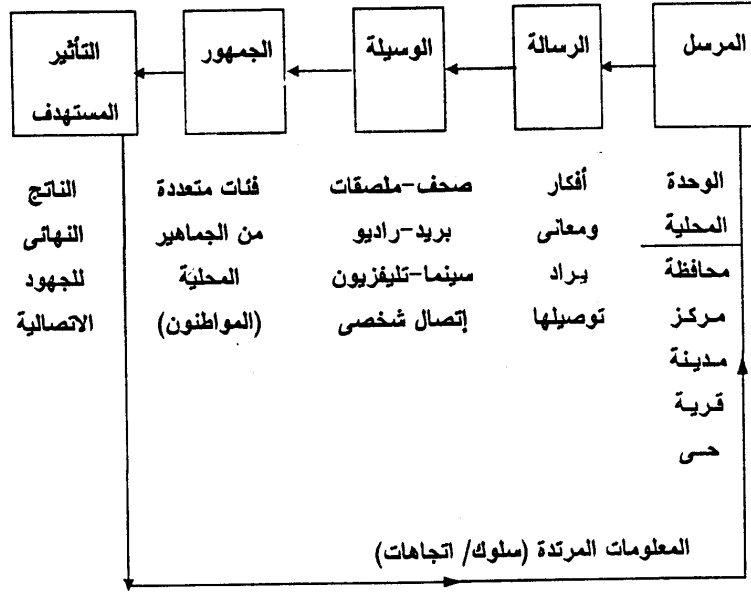 المرسل
الرسالة
الوسيلة
الجمهور
التأثير
المستهدف
الوحدة
المحلية
محافظة
مركز
مدينة
قرية
حى
أفكار
ومعانى
يراد
توصيلها
صحف-ملصقات
بريد-راديو
سينما-تليفزيون
إتصال شخصى
فئات متعددة
من الجماهير
المحلية
(المواطنون)
الناتج
النهائى
للجهود
الاتصالية
المعلومات المرتدة (سلوك/ اتجاهات)